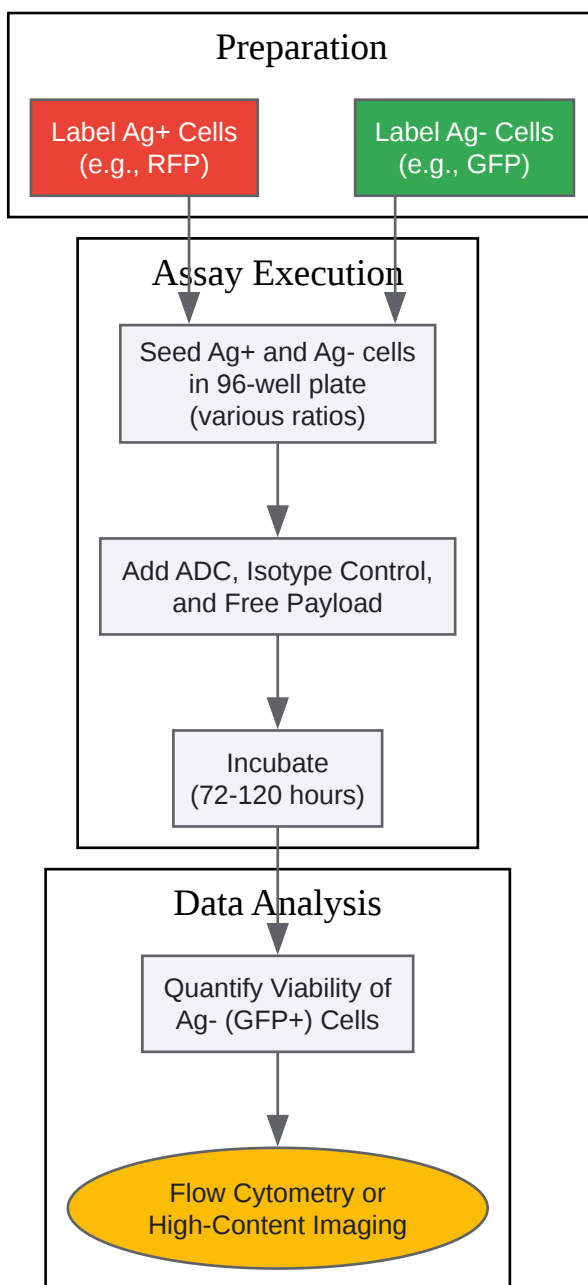 Preparation
Label Ag+ Cells
(e.g., RFP)
Label Ag- Cells
(e.g., GFP)
Assay Execution
Seed Ag+ and Ag- cells
in 96-well plate
(various ratios)
Add ADC, Isotype Control,
and Free Payload
Incubate
(72-120 hours)
Data Analysis
Quantify Viability of
Ag- (GFP+) Cells
Flow Cytometry or
High-Content Imaging